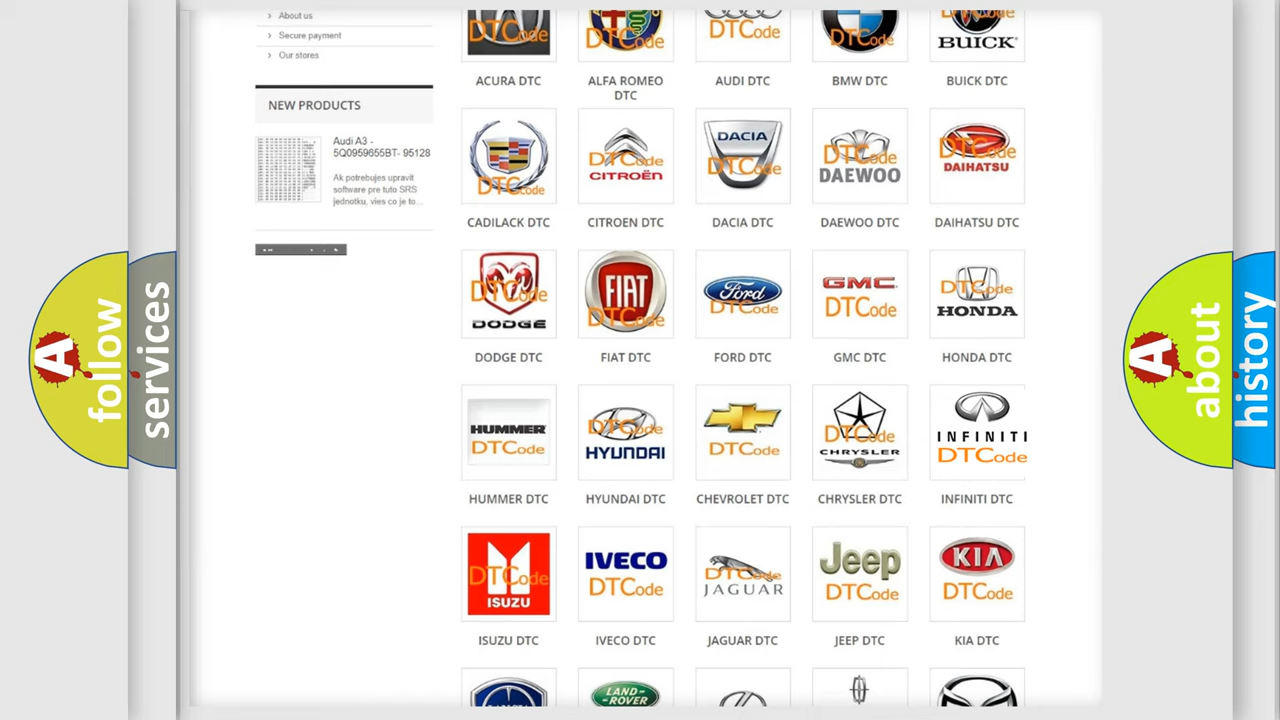 About us
Secure payment
Our stores
NEW PRODUCTS
Audi A3 -
5Q0959655BT- 95128
Ak potrebujes upravit
software pre tuto SRS
jednotku, vies co je to...
DTCode
DTCode
DTCode
DTCode
DTCode
BUICK
ACURA DTC
ALFA ROMEO
DTC
AUDI DTC
BMW DTC
BUICK DTC
DTCode
DTCode
CITROËN
DACIA
DTCode
DTCode
DAEWOO
DTCode
DAIHATSU
CADILACK DTC
CITROEN DTC
DACIA DTC
DAEWOO DTC
DAIHATSU DTC
DTCode
DODGE
FIAT
DTCode
Ford
DTCode
GMC
DTCode
DTCode
HONDA
DODGE DTC
FIAT DTC
FORD DTC
GMC DTC
HONDA DTC
HUMMER
DTCode
DTCode
HYUNDAI
DTCode
DTCode
CHRYSLER
INFINITI
DTCode
HUMMER DTC
HYUNDAI DTC
CHEVROLET DTC
CHRYSLER DTC
INFINITI DTC
DTCode
ISUZU
IVECO
DTCode
DTCode
JAGUAR
Jeep
DTCode
KIA
DTCode
ISUZU DTC
IVECO DTC
JAGUAR DTC
JEEP DTC
KIA DTC
LAND-
ROVER
A follow
services
A about
history